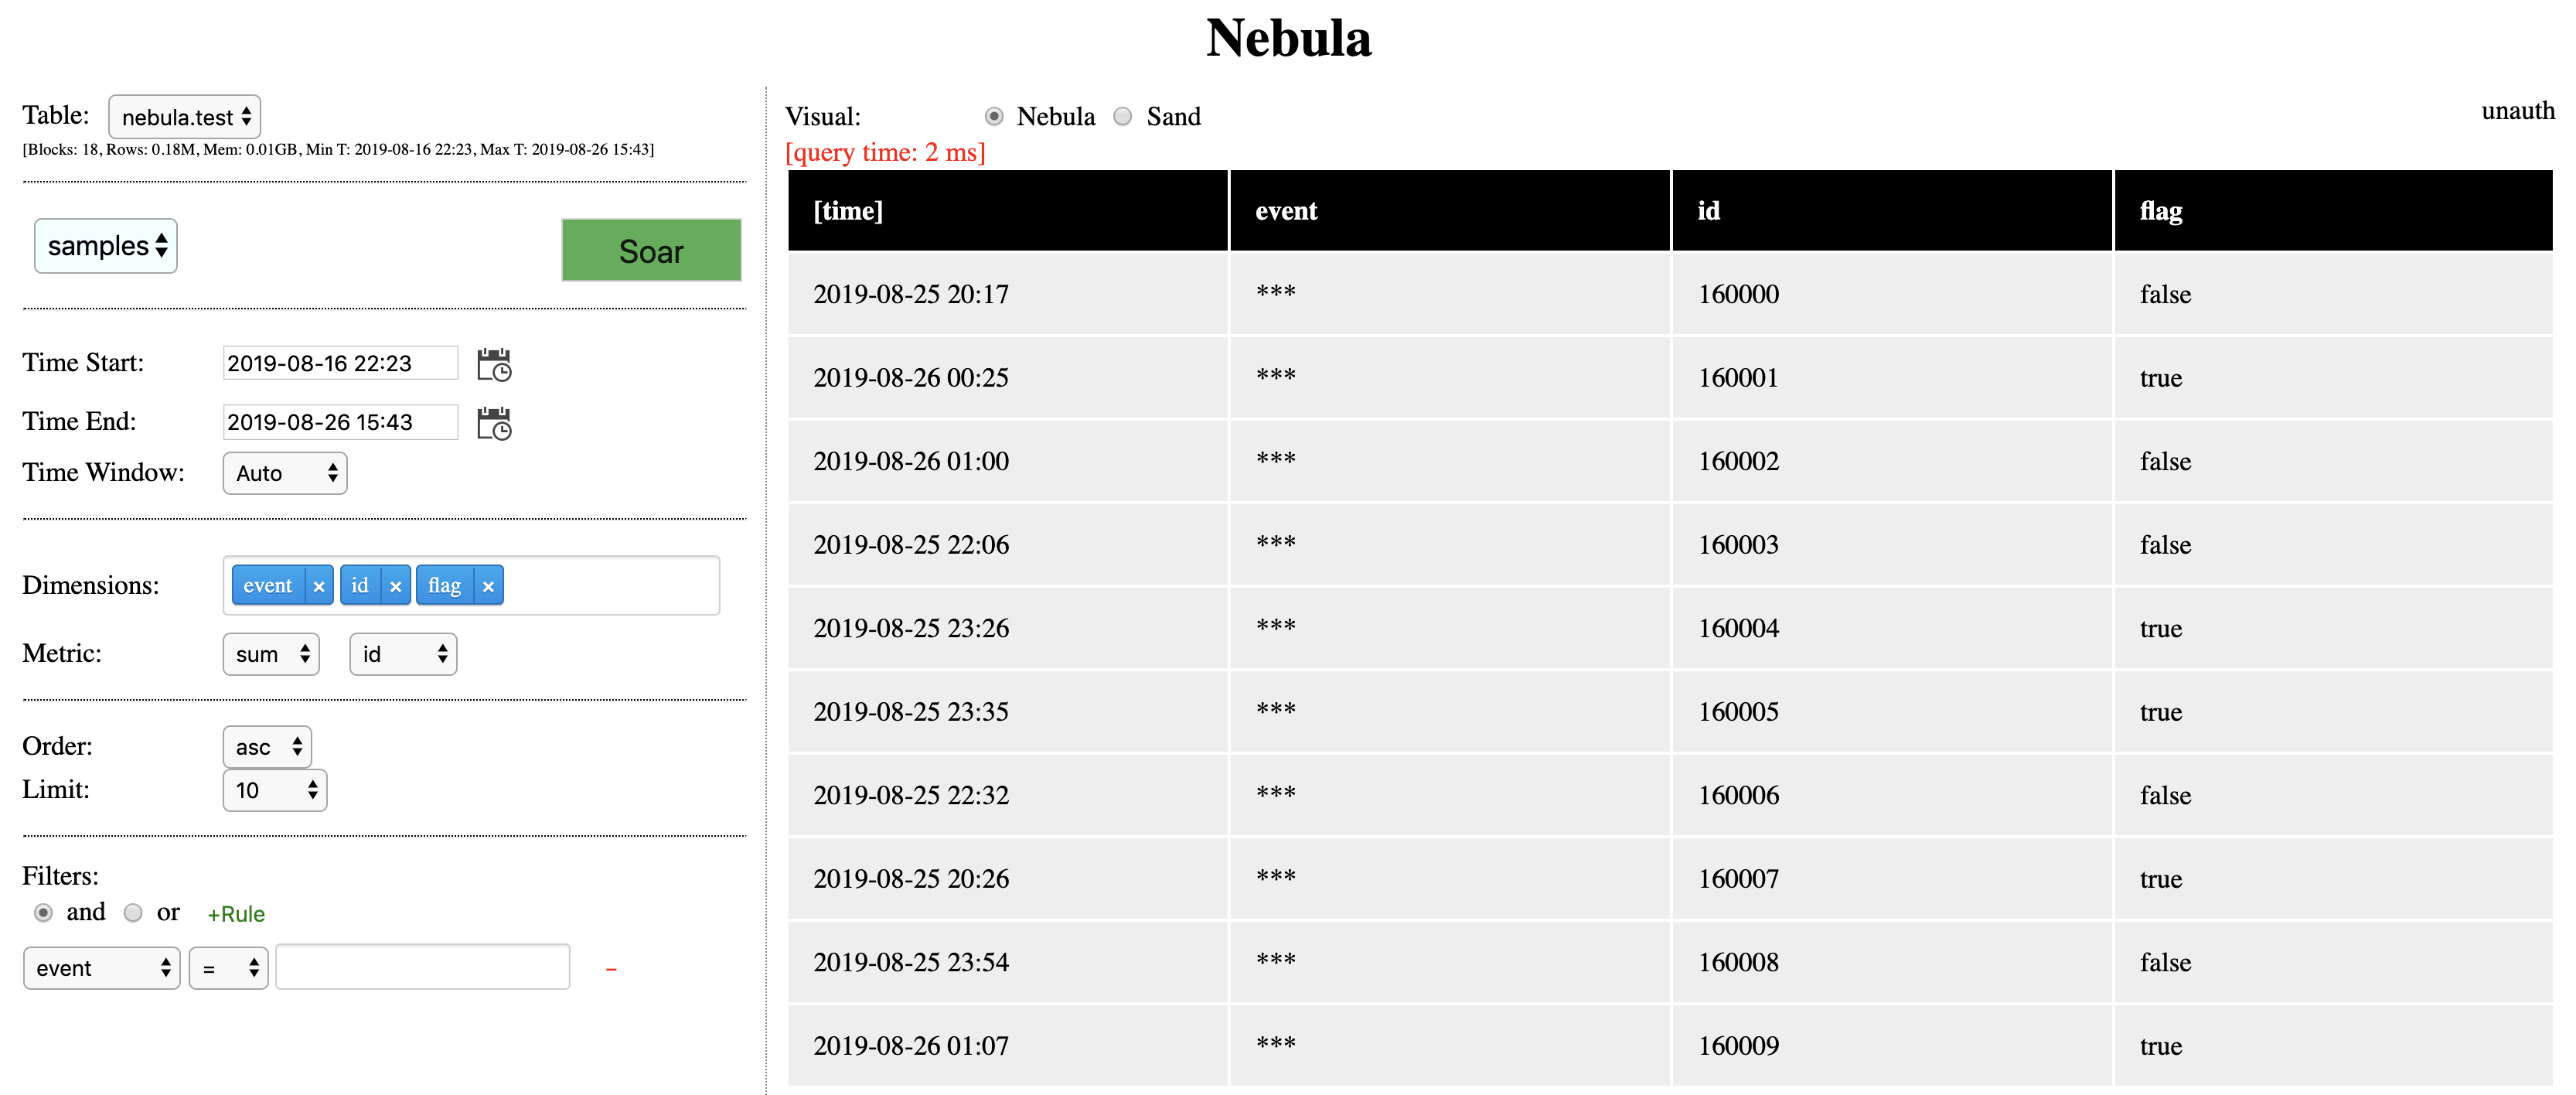 Nebula
Table: nebula.test
[Blocks: 18, Rows: 0.18M, Mem: 0.01GB, Min T: 2019-08-16 22:23, Max T: 2019-08-26 15:43]
samples Soar
Time Start: 2019-08-16 22:23
Time End: 2019-08-26 15:43
Time Window: Auto
Dimensions: event × id × flag ×
Metric: sum id
Order: asc
Limit: 10
Filters:
and or +Rule
event = –
Visual: Nebula Sand unauth
[query time: 2 ms]
[time] event id flag
2019-08-25 20:17 *** 160000 false
2019-08-26 00:25 *** 160001 true
2019-08-26 01:00 *** 160002 false
2019-08-25 22:06 *** 160003 false
2019-08-25 23:26 *** 160004 true
2019-08-25 23:35 *** 160005 true
2019-08-25 22:32 *** 160006 false
2019-08-25 20:26 *** 160007 true
2019-08-25 23:54 *** 160008 false
2019-08-26 01:07 *** 160009 true